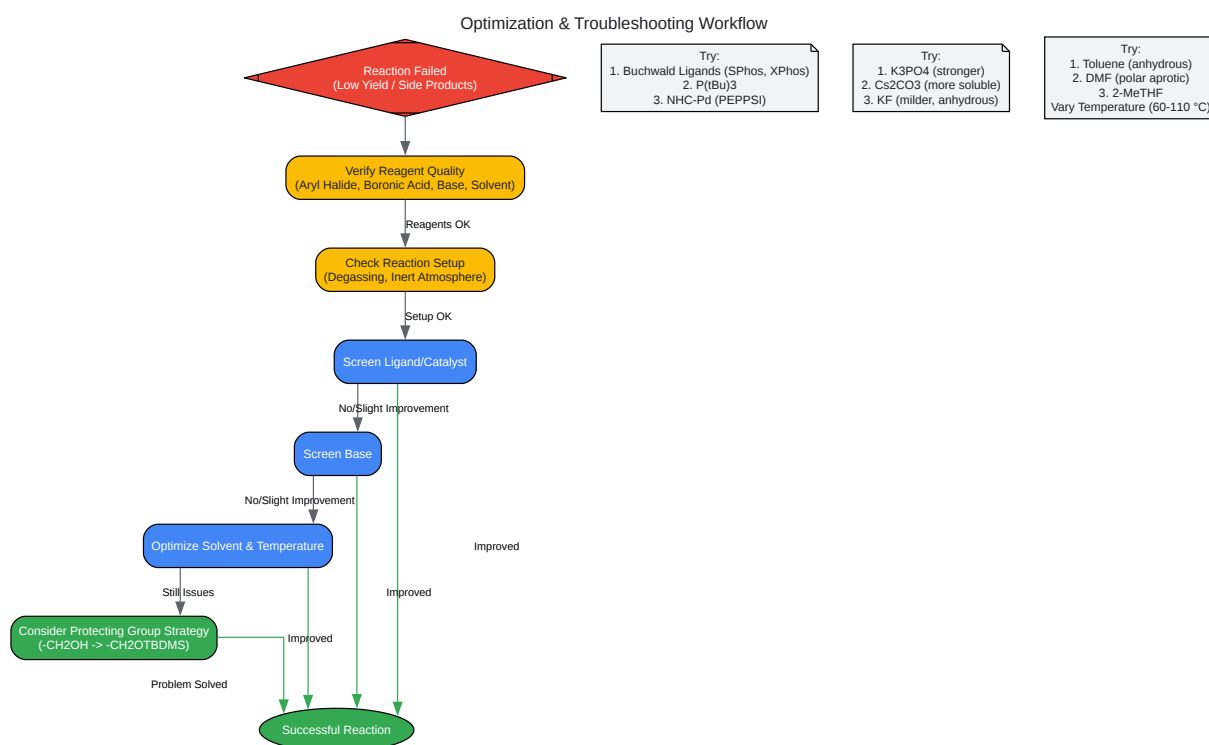 Optimization & Troubleshooting Workflow
Reaction Failed
(Low Yield / Side Products)
Try:
1. Buchwald Ligands (SPhos, XPhos)
2. P(tBu)3
3. NHC-Pd (PEPPSI)
Try:
1. K3PO4 (stronger)
2. Cs2CO3 (more soluble)
3. KF (milder, anhydrous)
Try:
1. Toluene (anhydrous)
2. DMF (polar aprotic)
3. 2-MeTHF
Vary Temperature (60-110 °C)
Verify Reagent Quality
(Aryl Halide, Boronic Acid, Base, Solvent)
Reagents OK
Check Reaction Setup
(Degassing, Inert Atmosphere)
Setup OK
Screen Ligand/Catalyst
No/Slight Improvement
Screen Base
No/Slight Improvement
Optimize Solvent & Temperature
Improved
Still Issues
Improved
Consider Protecting Group Strategy
(-CH2OH -> -CH2OTBDMS)
Improved
Problem Solved
Successful Reaction